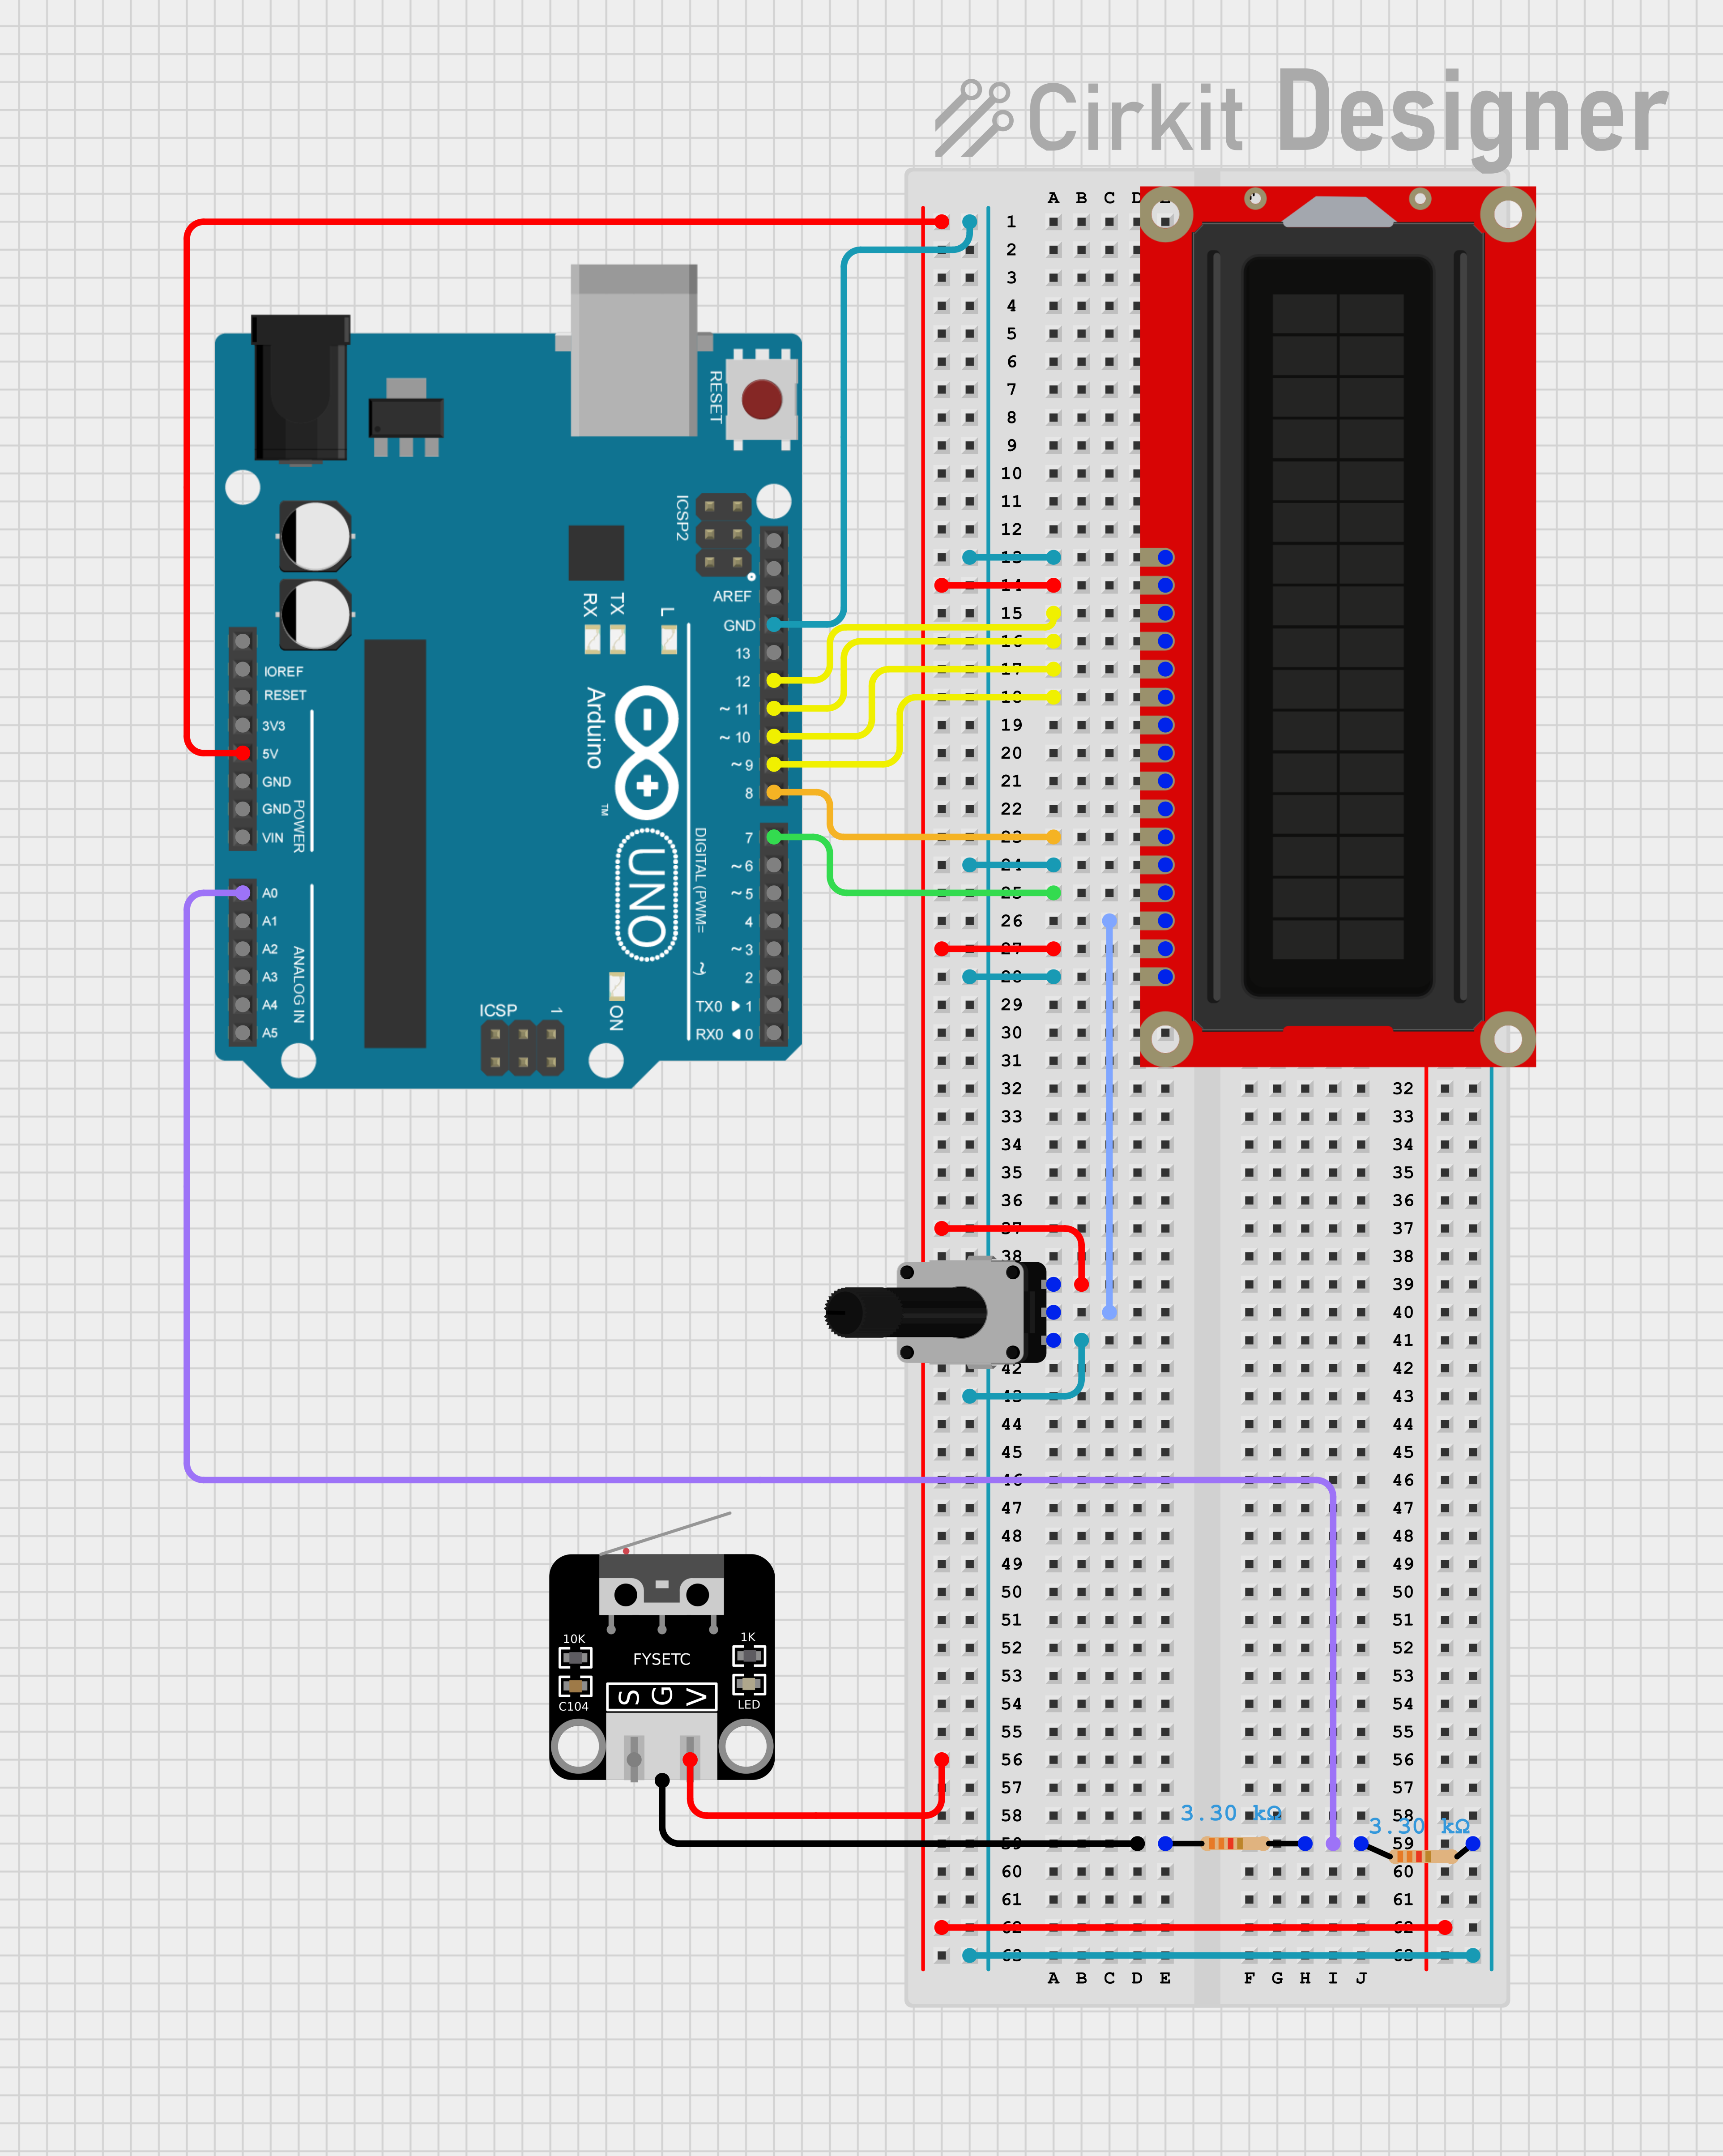 Cirkit Designer
A B C D E
1
2
3
4
5
6
7
8
9
10
11
12
13
14
15
16
17
18
19
20
21
22
23
24
25
26
27
28
29
30
31
32 32
33 33
34 34
35 35
36 36
37 37
38 38
39 39
40 40
41 41
42 42
43 43
44 44
45 45
46 46
47 47
48 48
49 49
50 50
51 51
52 52
53 53
54 54
55 55
56 56
57 57
58 58
59 59
60 60
61 61
62 62
63 63
A B C D E F G H I J
3.30 kΩ
3.30 kΩ
RESET
ICSP2
AREF
GND
13
12
~ 11
~ 10
~ 9
8
7
~ 6
~ 5
4
~ 3
2
TX0 ▶ 1
RX0 ◀ 0
DIGITAL (PWM= ~)
RX
TX
L
Arduino
TM
UNO
ON
ICSP
1
IOREF
RESET
3V3
5V
GND
GND
VIN
POWER
A0
A1
A2
A3
A4
A5
ANALOG IN
10K
1K
FYSETC
C104
LED
S G V